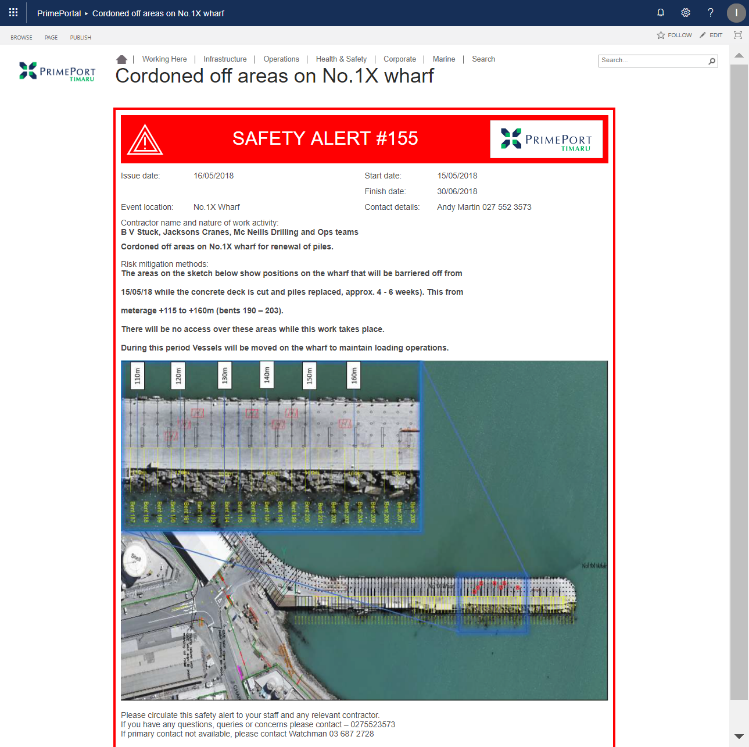 PrimePortal ▸ Cordoned off areas on No 1X wharf
?
I
BROWSE PAGE PUBLISH
FOLLOW EDIT
PRIMEPORT
TIMARU
Working Here | Infrastructure | Operations | Health & Safety | Corporate | Marine | Search
Search...
Cordoned off areas on No.1X wharf
SAFETY ALERT #155
PRIMEPORT
TIMARU
Issue date: 16/05/2018 Start date: 15/05/2018
Finish date: 30/06/2018
Event location: No.1X Wharf Contact details: Andy Martin 027 552 3573
Contractor name and nature of work activity:
B V Stuck, Jacksons Cranes, Mc Neills Drilling and Ops teams
Cordoned off areas on No.1X wharf for renewal of piles.
Risk mitigation methods:
The areas on the sketch below show positions on the wharf that will be barriered off from
15/05/18 while the concrete deck is cut and piles replaced, approx. 4 - 6 weeks). This from
meterage +115 to +160m (bents 190 – 203).
There will be no access over these areas while this work takes place.
During this period Vessels will be moved on the wharf to maintain loading operations.
110m 120m 130m 140m 150m 160m
Please circulate this safety alert to your staff and any relevant contractor.
If you have any questions, queries or concerns please contact – 0275523573
If primary contact not available, please contact Watchman 03 687 2728